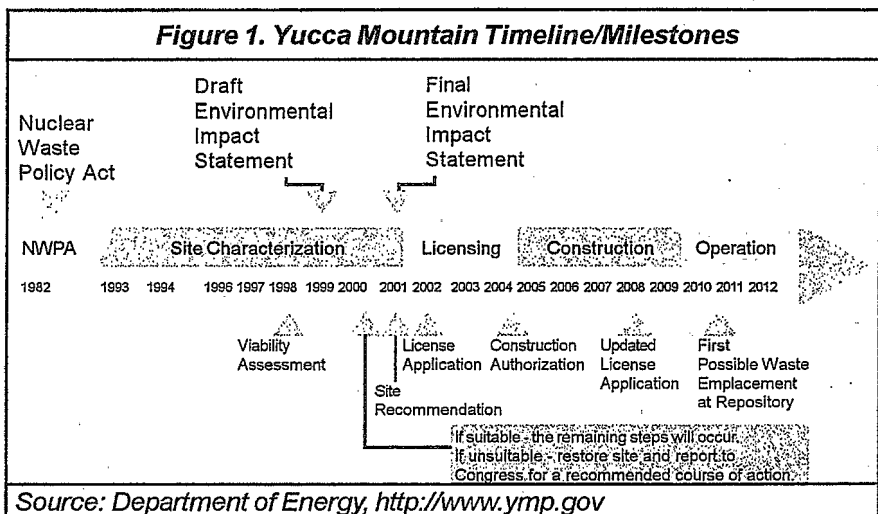 Figure 1. Yucca Mountain Timeline/Milestones
Nuclear
Waste
Policy Act
Draft
Environmental
Impact
Statement
Final
Environmental
Impact
Statement
NWPA Site Characterization Licensing Construction Operation
1982 1993 1994 1996 1997 1998 1999 2000 2001 2002 2003 2004 2005 2006 2007 2008 2009 2010 2011 2012
Viability
Assessment
Site
Recommendation
License
Application
Construction
Authorization
Updated
License
Application
First
Possible Waste
Emplacement
at Repository
If suitable - the remaining steps will occur.
If unsuitable - restore site and report to
Congress for a recommended course of action.
Source: Department of Energy, http://www.ymp.gov